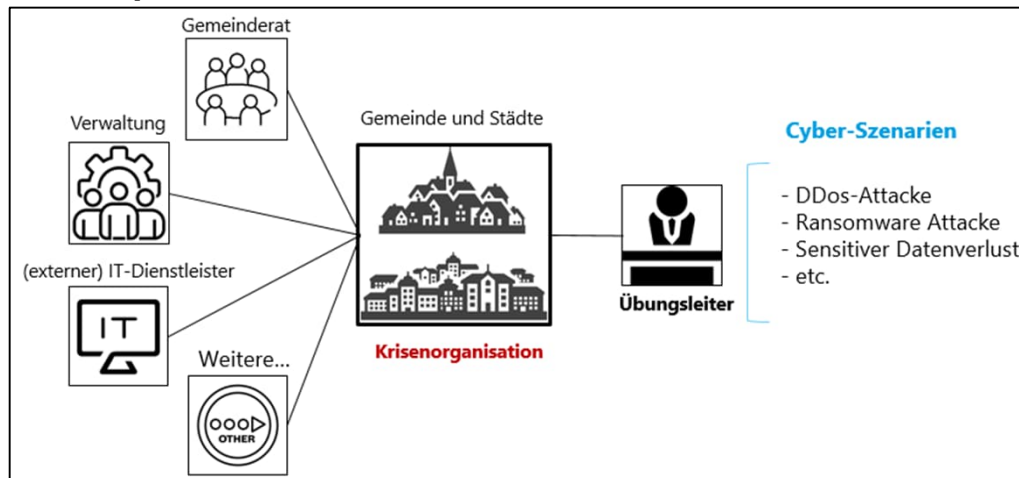 Gemeinderat
Verwaltung
(externer) IT-Dienstleister
IT
Weitere...
OTHER
Gemeinde und Städte
Krisenorganisation
Übungsleiter
Cyber-Szenarien
- DDos-Attacke
- Ransomware Attacke
- Sensitiver Datenverlust
- etc.